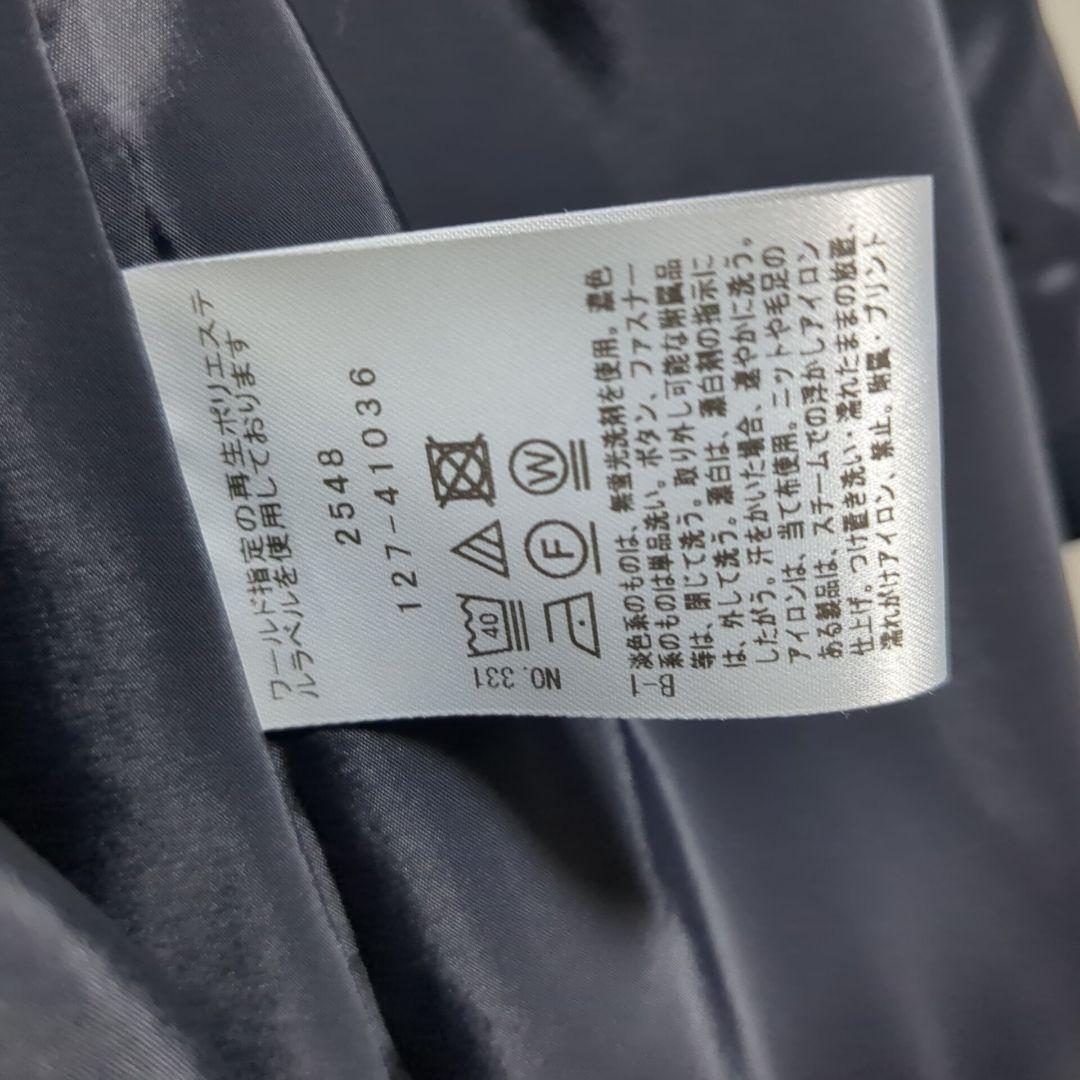 ワールド指定の再生ポリエステ
ルラベルを使用しております
2548
127-41036
40
W
F
NO.331
淡色系のものは、無蛍光洗剤を使用。濃色
系のものは単品洗い。ボタン、ファスナー
等は、閉じて洗う。取り外し可能な附属品
は、外して洗う。漂白は、漂白剤の指示に
したがう。汗をかいた場合、速やかに洗う。
アイロンは、当て布使用。ニットや毛足の
ある製品は、スチームでの浮かしアイロン
仕上げ。つけ置き洗い・濡れたままの放置、
濡れがけアイロン、禁止。附属・プリント